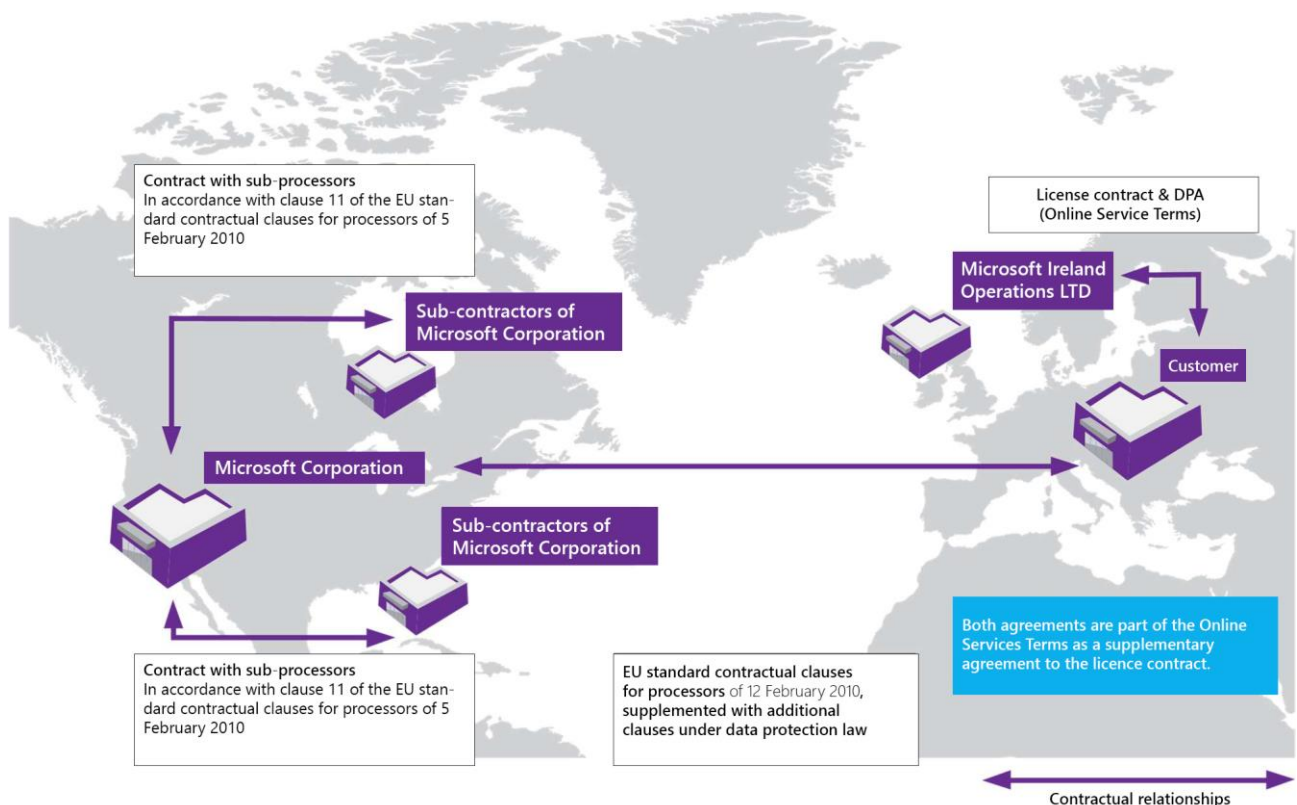 Contract with sub-processors
In accordance with clause 11 of the EU stan-
dard contractual clauses for processors of 5
February 2010
License contract & DPA
(Online Service Terms)
Microsoft Ireland
Operations LTD
Sub-contractors of
Microsoft Corporation
Customer
Microsoft Corporation
Sub-contractors of
Microsoft Corporation
Both agreements are part of the Online
Services Terms as a supplementary
agreement to the licence contract.
Contract with sub-processors
In accordance with clause 11 of the EU stan-
dard contractual clauses for processors of 5
February 2010
EU standard contractual clauses
for processors of 12 February 2010,
supplemented with additional
clauses under data protection law
Contractual relationships